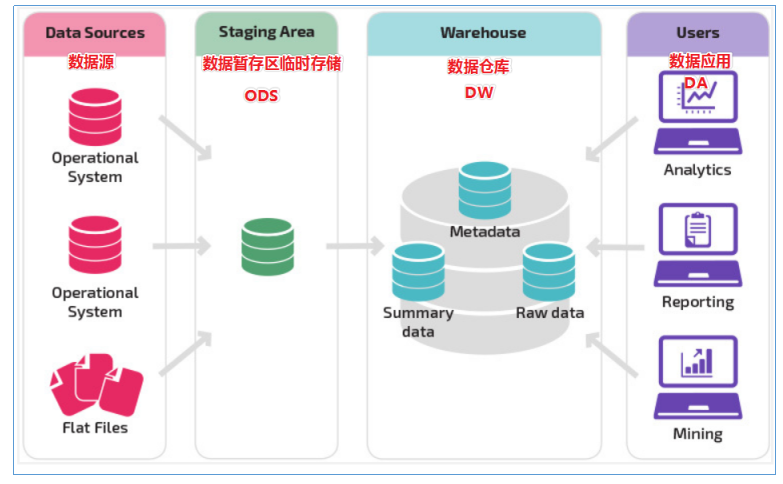 Data Sources
数据源
Operational
System
Operational
System
Flat Files
Staging Area
数据暂存区临时存储
ODS
Warehouse
数据仓库
DW
Metadata
Summary
data
Raw data
Users
数据应用
DA
Analytics
Reporting
Mining